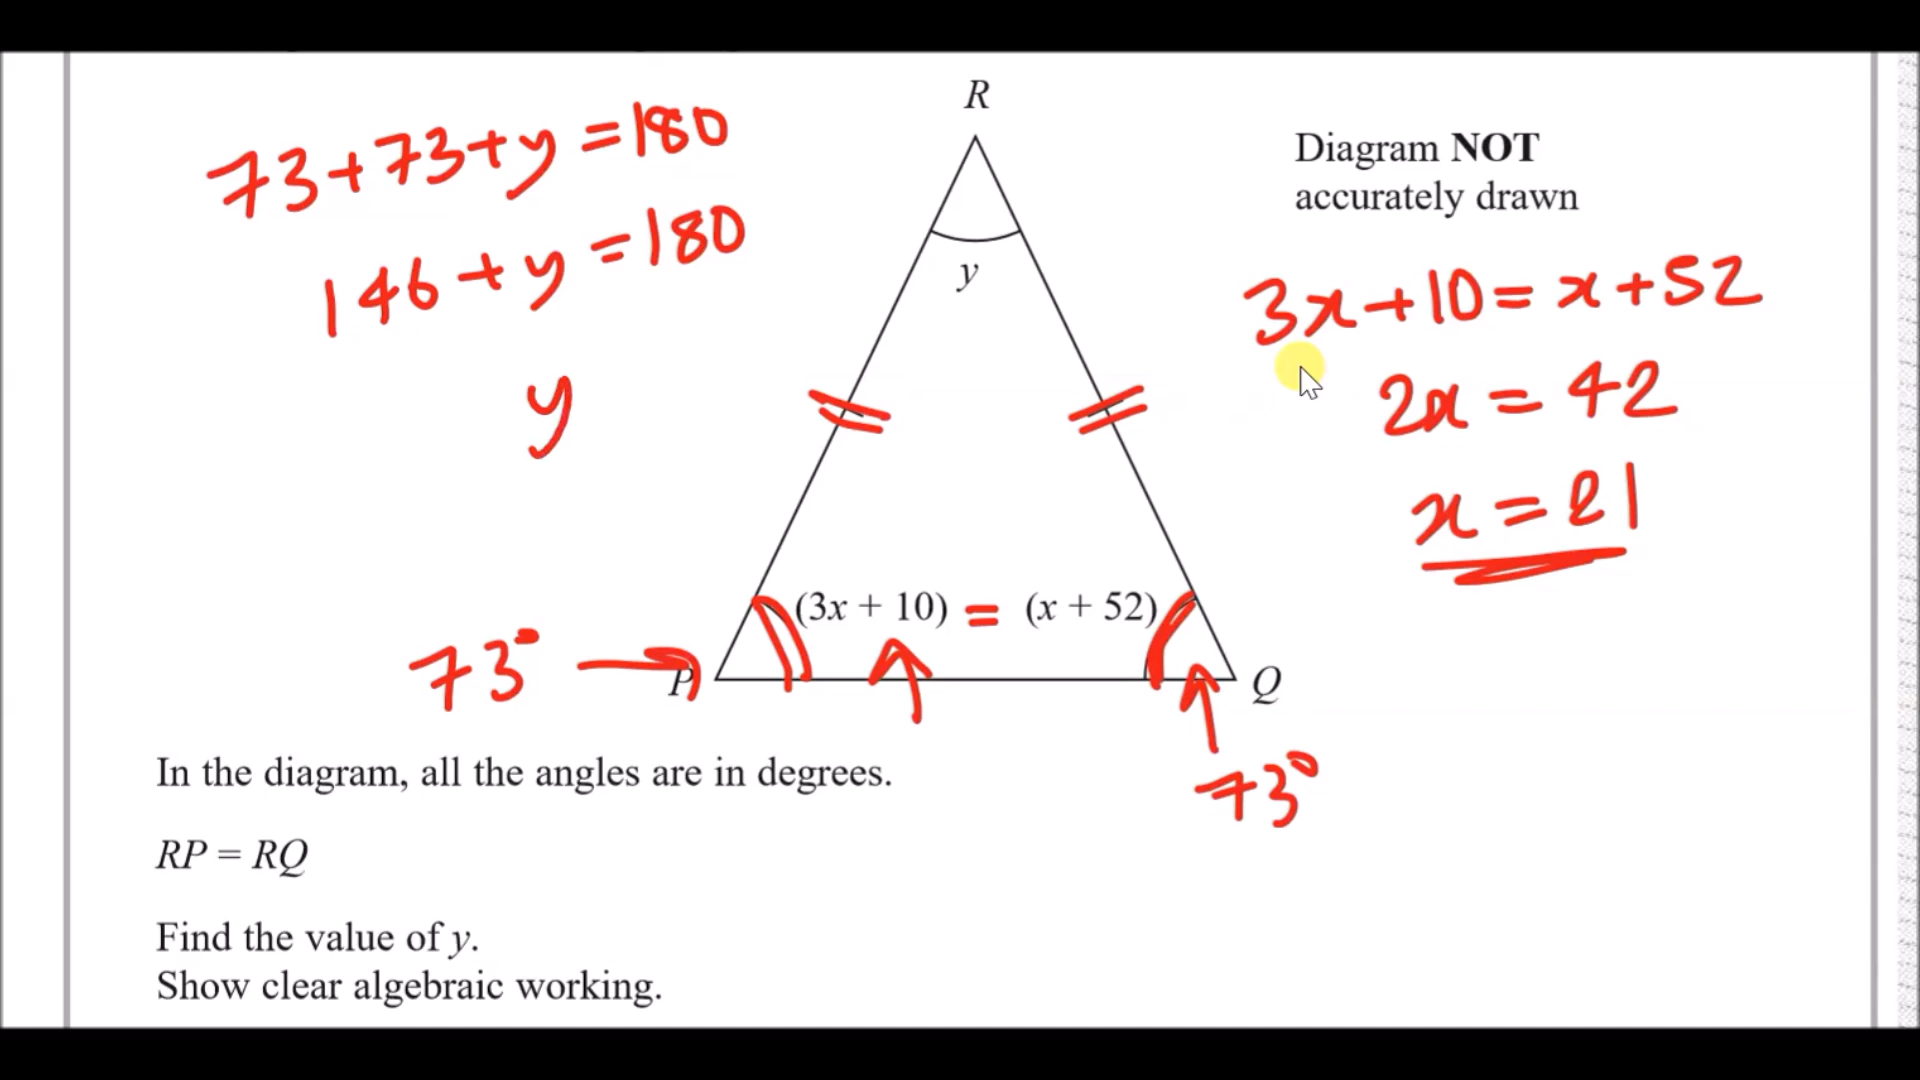 R
73+73+y=180
Diagram NOT
accurately drawn
146+y=180
y
3x+10=x+52
y
2x=42
x=21
(3x + 10) = (x + 52)
73°
P
Q
73°
In the diagram, all the angles are in degrees.
RP = RQ
Find the value of y.
Show clear algebraic working.